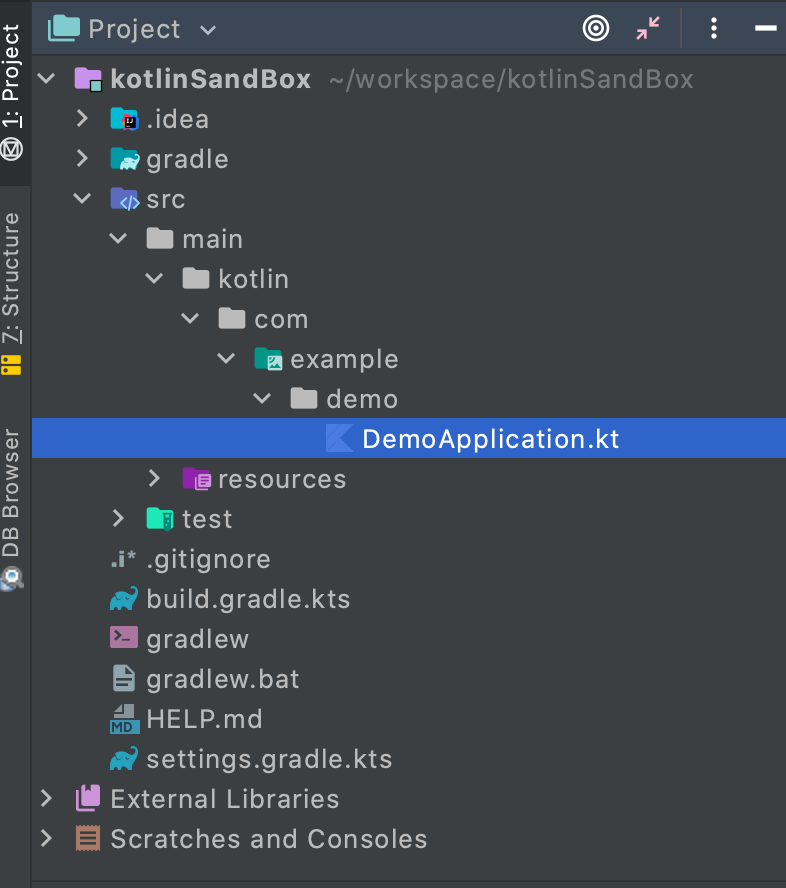 Project
kotlinSandBox ~/workspace/kotlinSandBox
.idea
gradle
src
main
kotlin
com
example
demo
DemoApplication.kt
resources
test
.i* .gitignore
build.gradle.kts
gradlew
gradlew.bat
MD HELP.md
settings.gradle.kts
External Libraries
Scratches and Consoles
1: Project
7: Structure
DB Browser